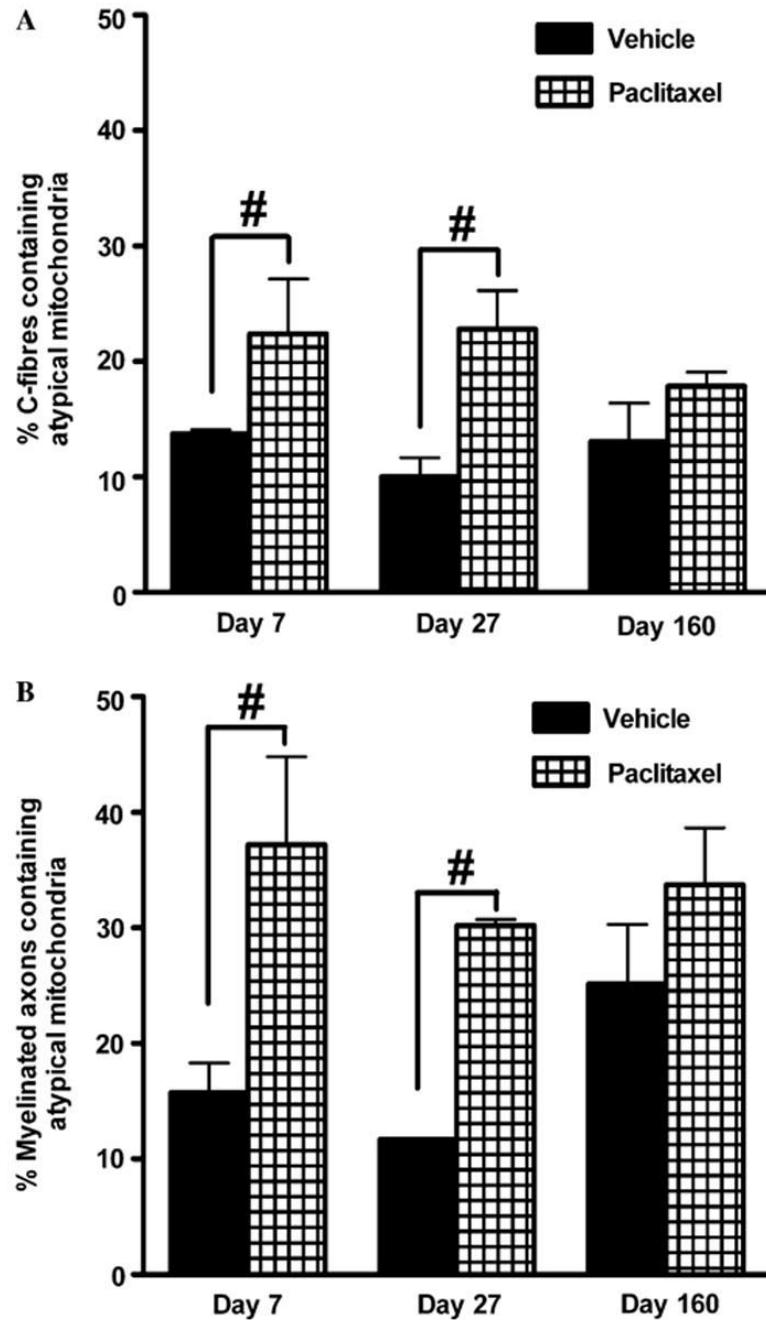 A
50
40
30
20
10
0
% C-fibres containing
atypical mitochondria
Vehicle
Paclitaxel
#
#
Day 7
Day 27
Day 160
B
50
40
30
20
10
0
% Myelinated axons containing
atypical mitochondria
Vehicle
Paclitaxel
#
#
Day 7
Day 27
Day 160